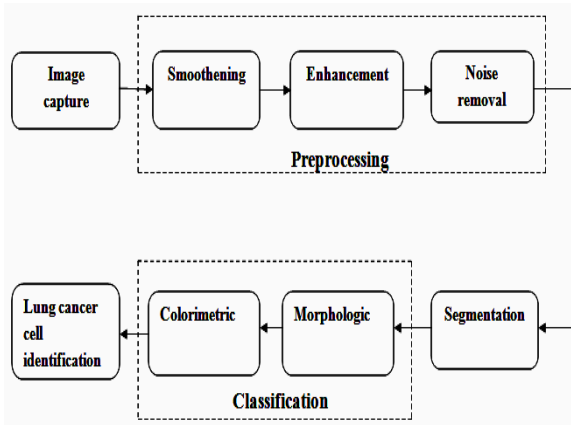 Image
capture
Smoothening
Enhancement
Noise
removal
Preprocessing
Lung cancer
cell
identification
Colorimetric
Morphologic
Segmentation
Classification